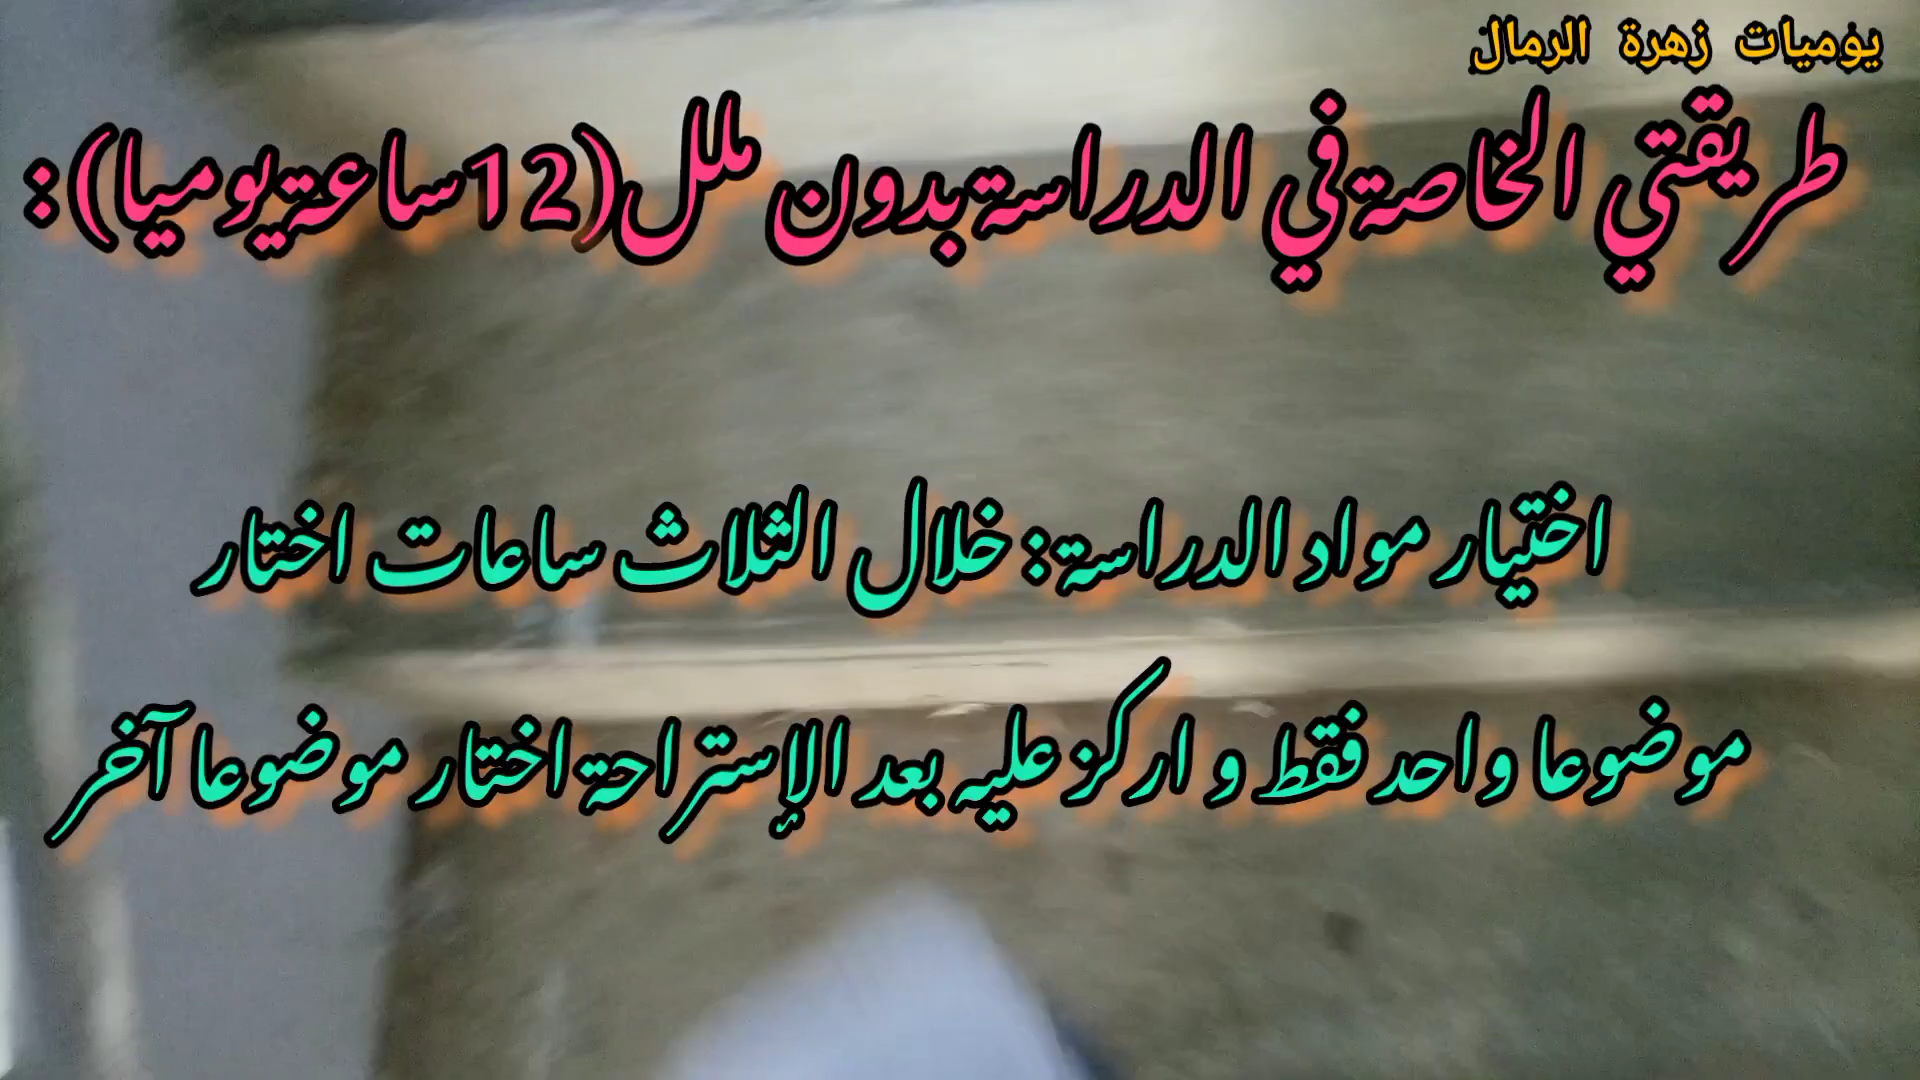 يوميات زهرة الرمال
طريقتي الخاصة في الدراسة بدون ملل (12 ساعة يوميا) :
اختيار مواد الدراسة : خلال الثلاث ساعات اختار
موضوعا واحد فقط و اركز عليه بعد الإستراحة اختار موضوعا آخر